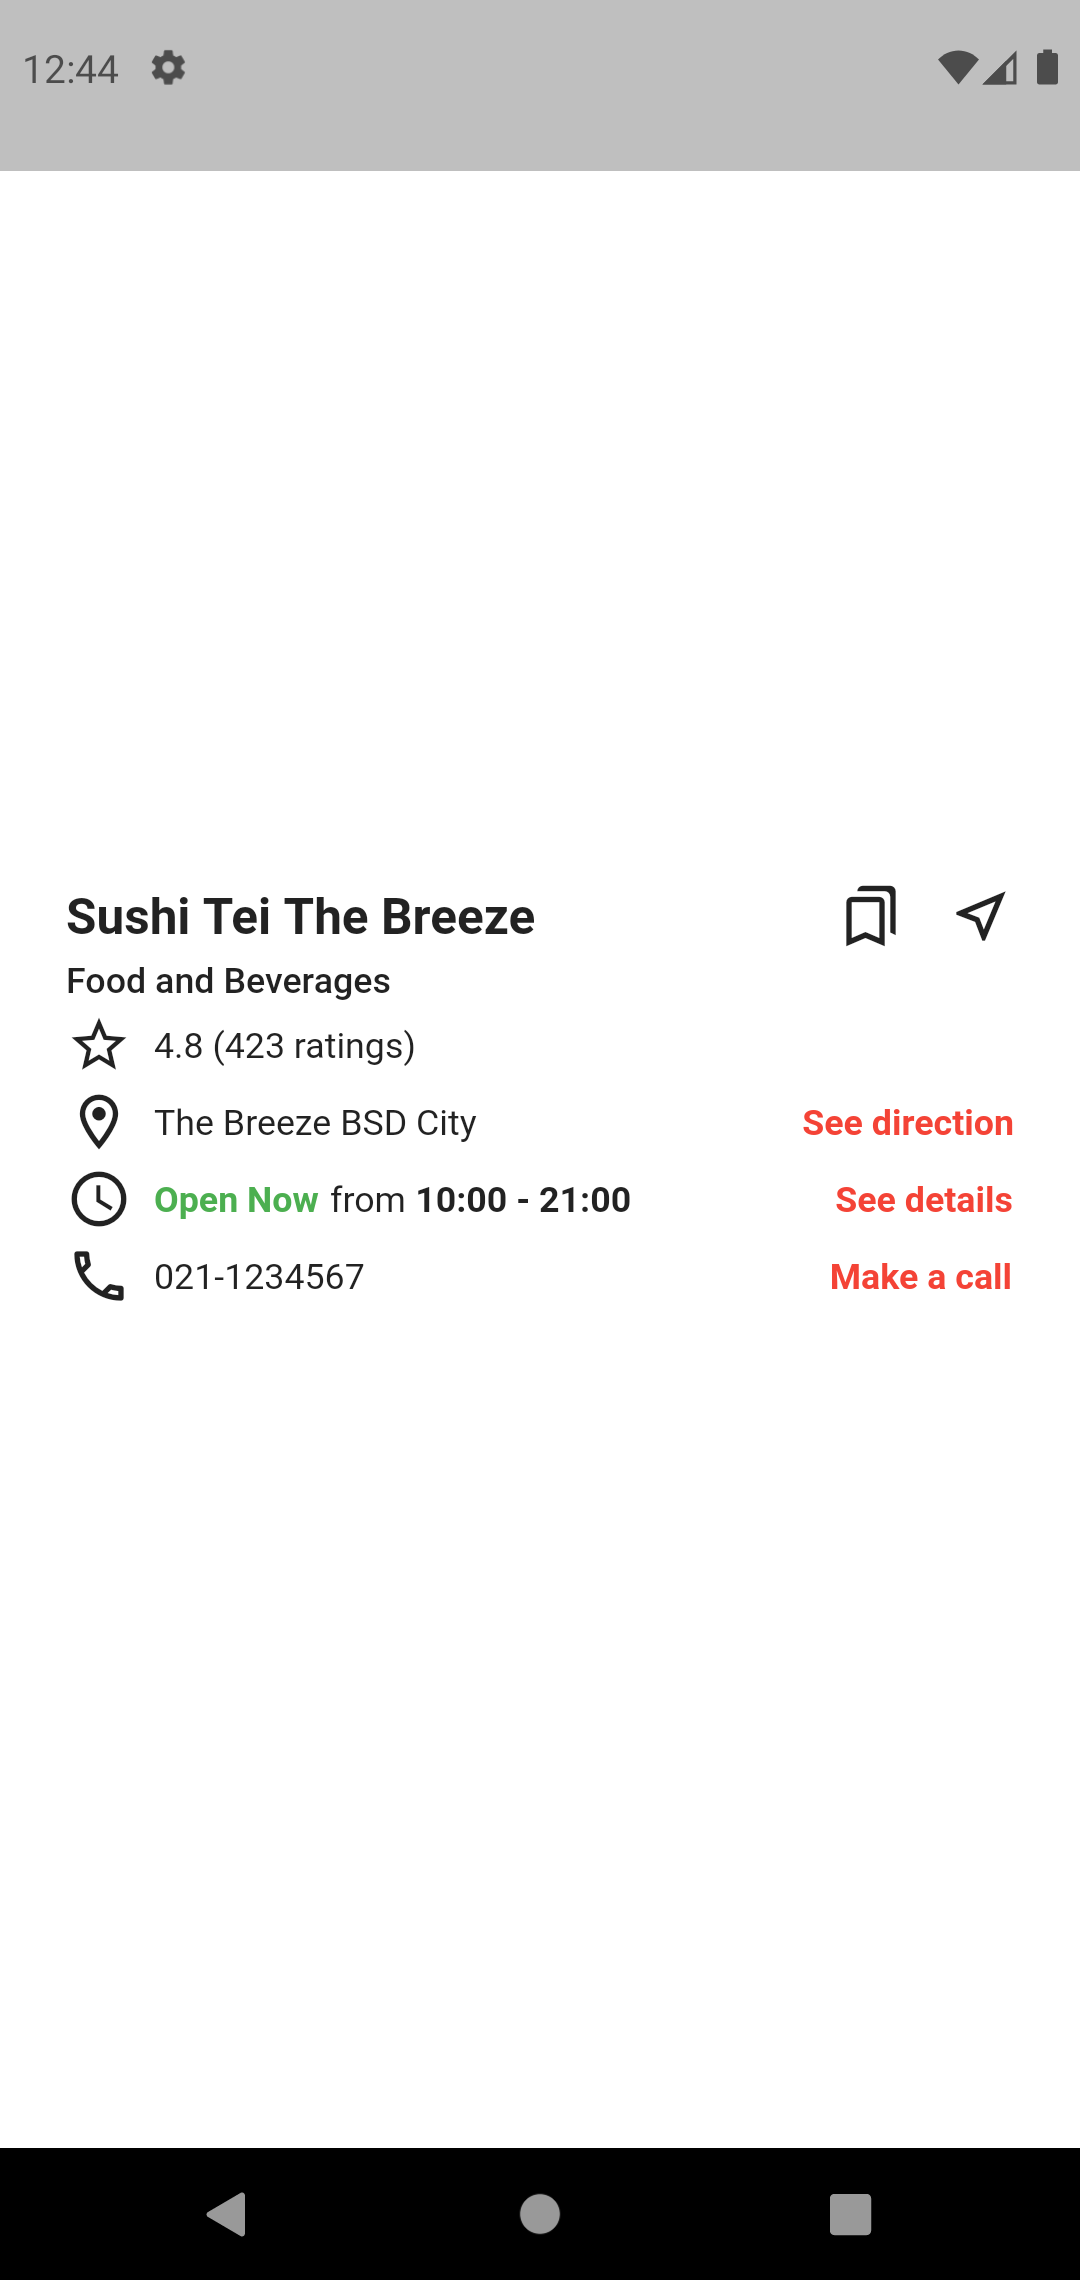 12:44
Sushi Tei The Breeze
Food and Beverages
4.8 (423 ratings)
The Breeze BSD City See direction
Open Now from 10:00 - 21:00 See details
021-1234567 Make a call